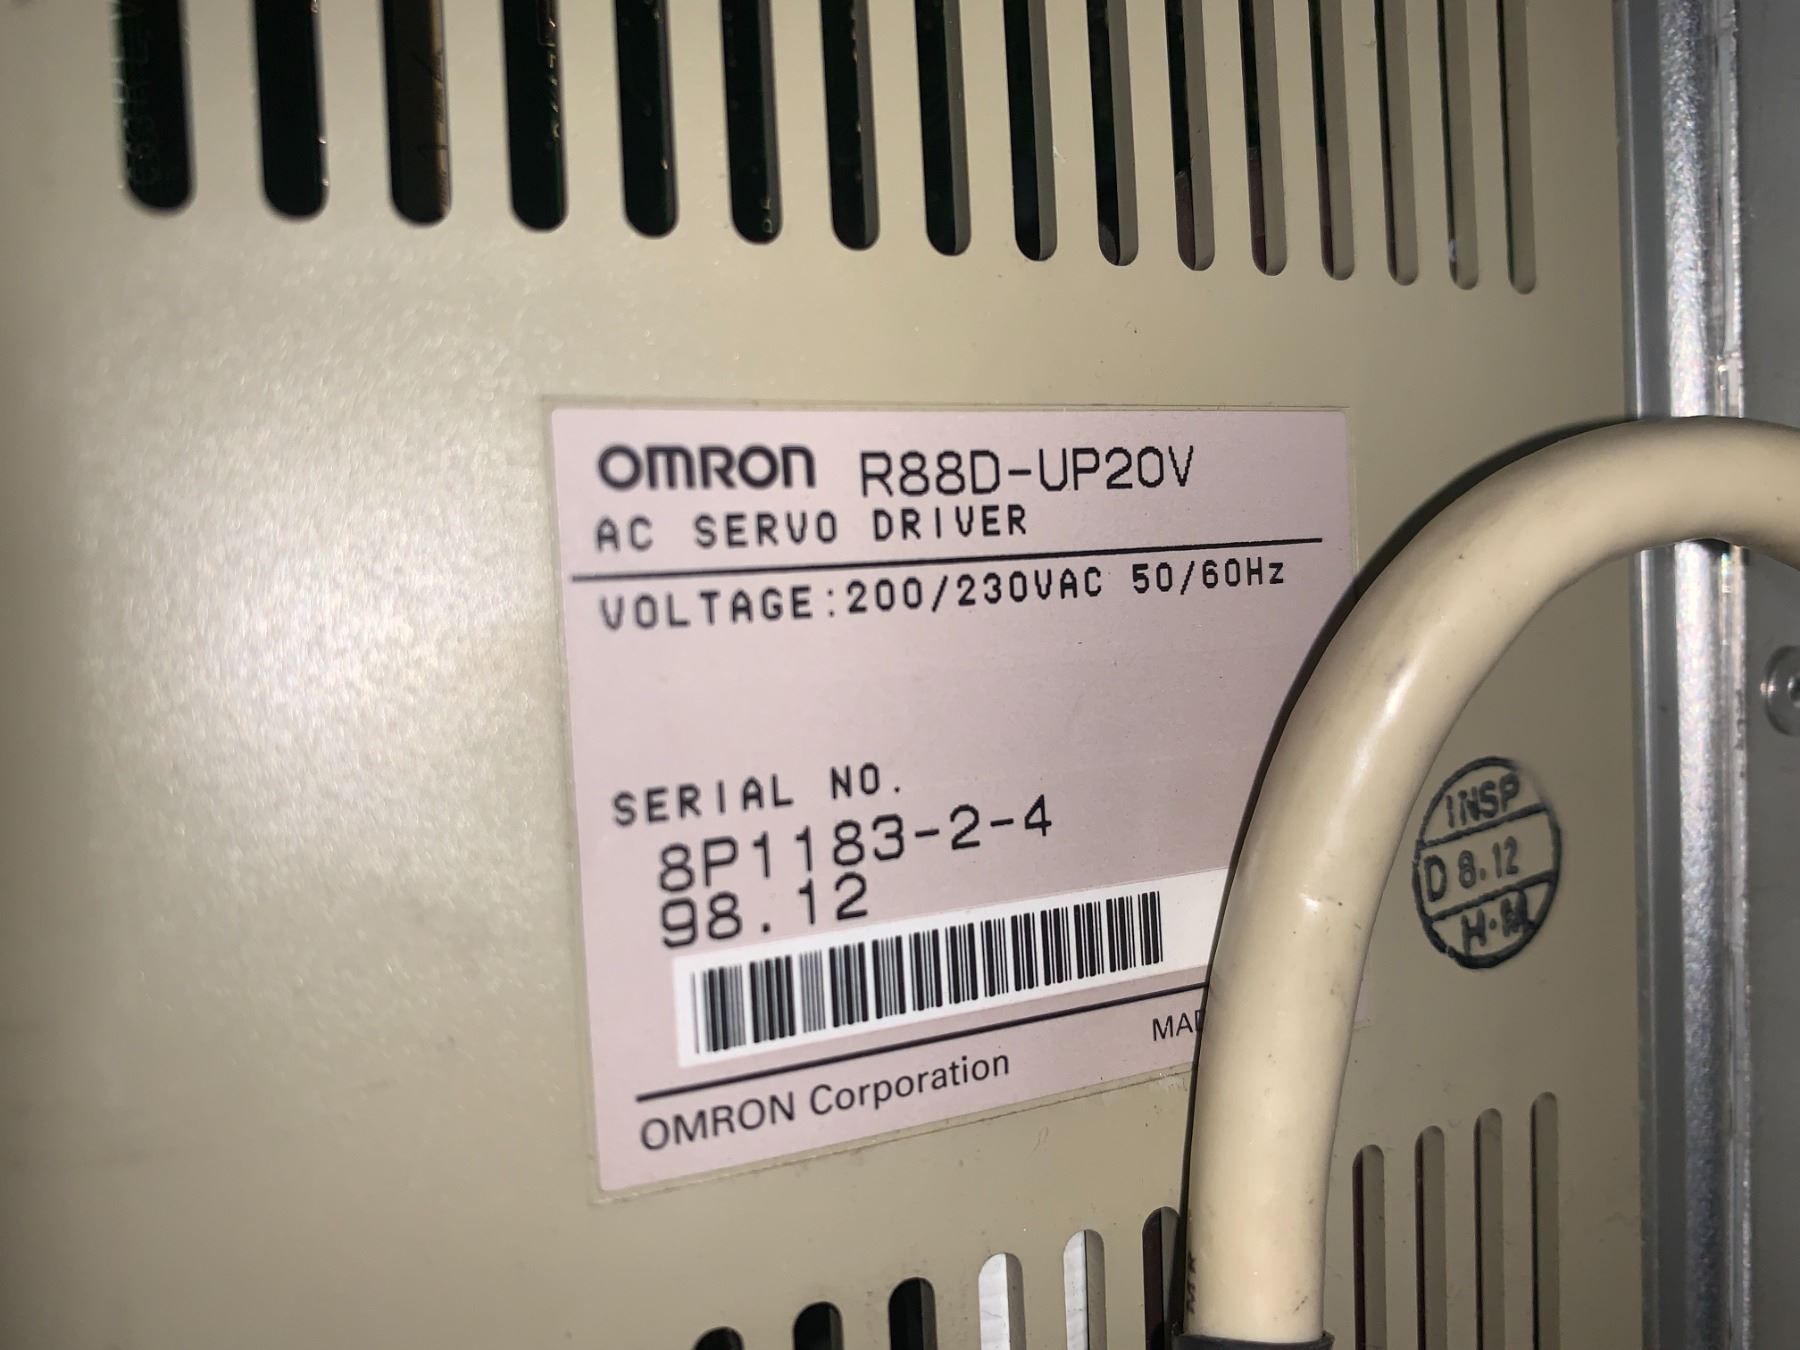 OMRON R88D-UP20V
AC SERVO DRIVER
VOLTAGE:200/230VAC 50/60Hz
SERIAL NO.
8P1183-2-4
98.12
MAD
OMRON Corporation
INSP
D 8.12
H·M